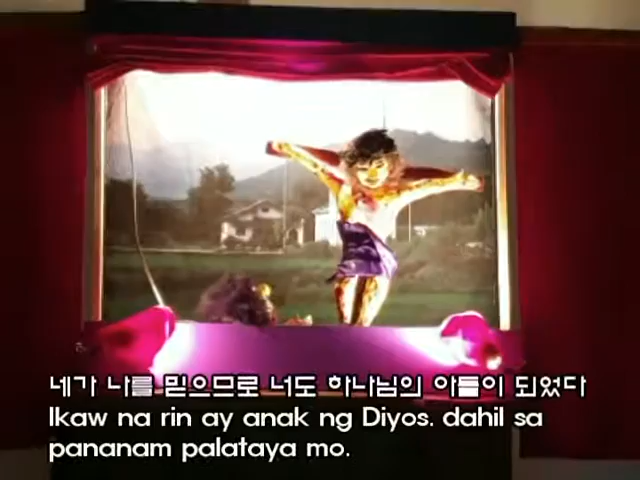 네가 나를 믿으므로 너도 하나님의 아들이 되었다
Ikaw na rin ay anak ng Diyos. dahil sa
pananam palataya mo.